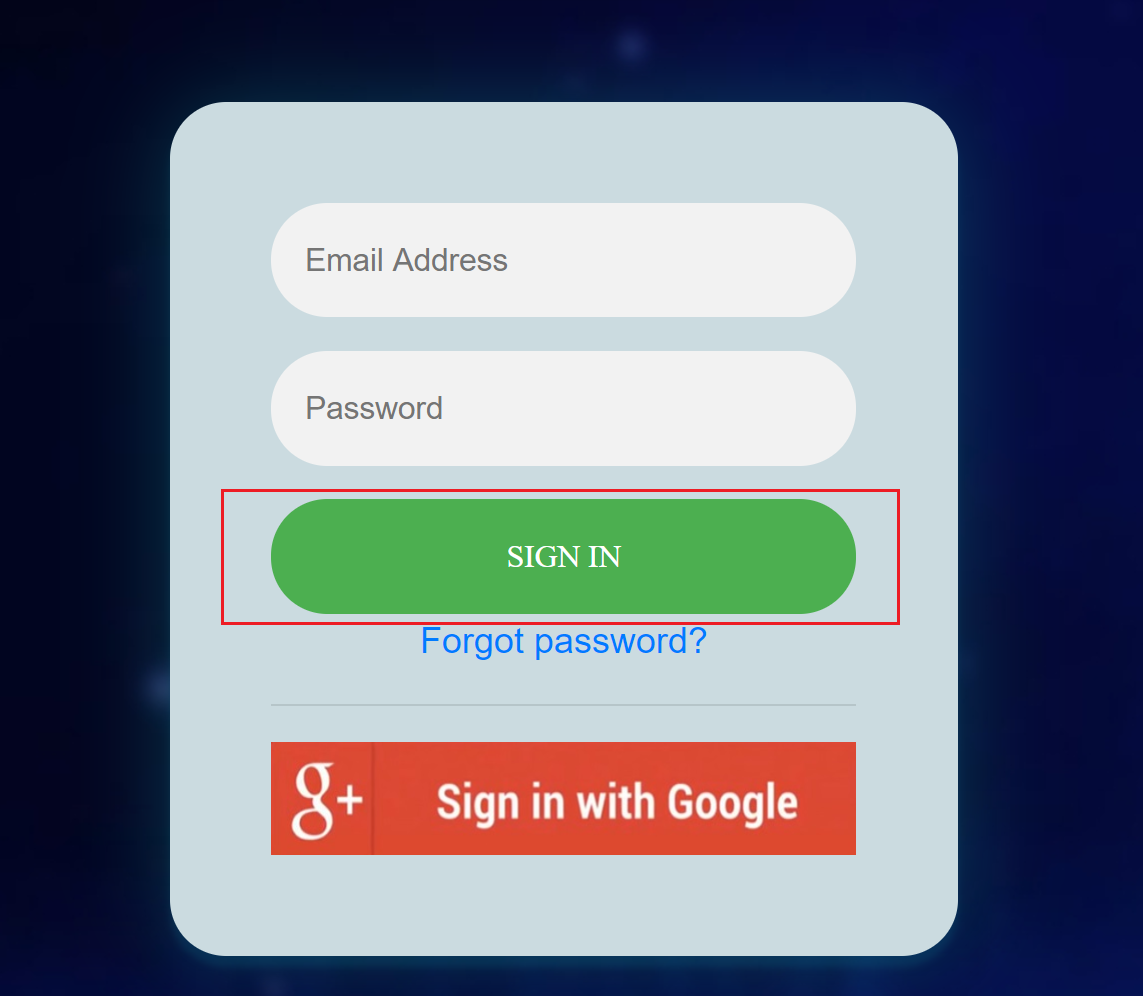 Email Address
Password
SIGN IN
Forgot password?
g+ Sign in with Google